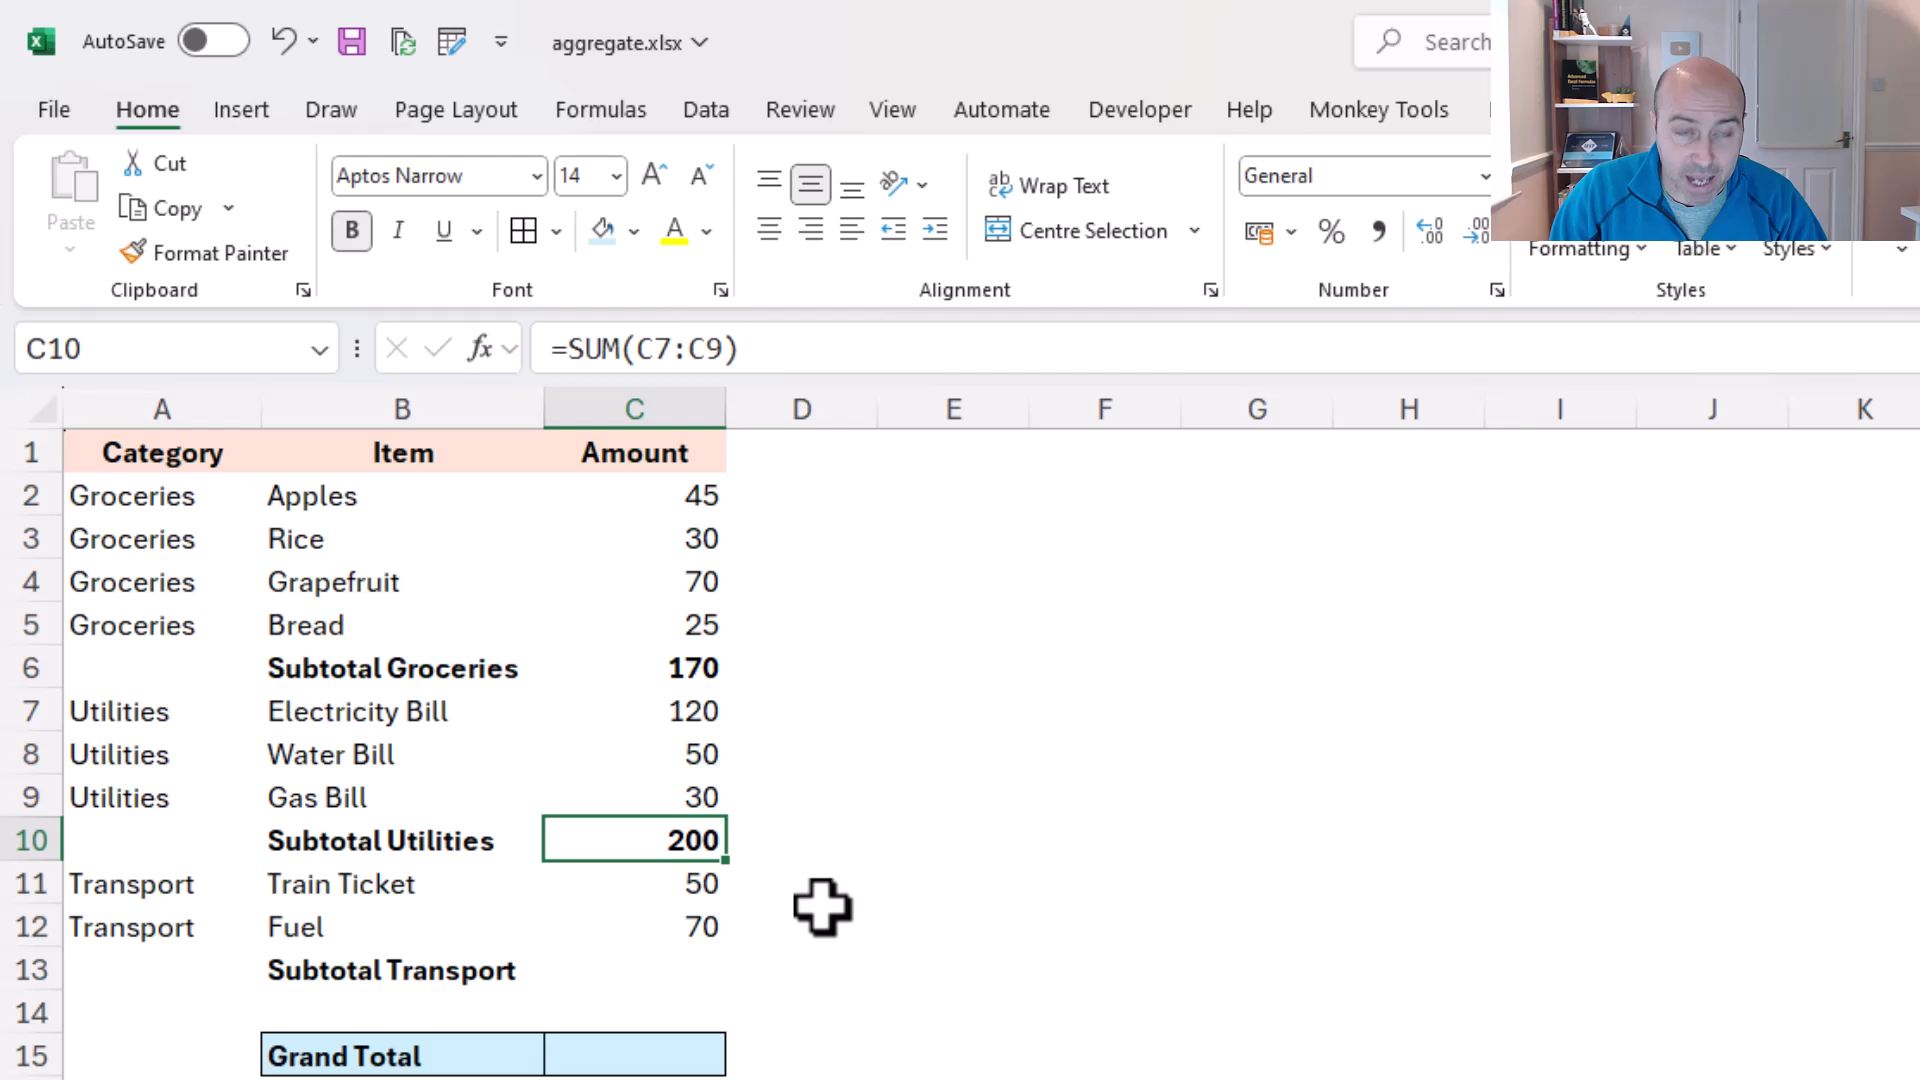 AutoSave aggregate.xlsx Search
File Home Insert Draw Page Layout Formulas Data Review View Automate Developer Help Monkey Tools
Paste Cut Copy Format Painter Clipboard
Aptos Narrow 14 B I U A Font
ab Wrap Text Centre Selection Alignment
General % Number
Formatting Table Styles
Styles
C10 fx =SUM(C7:C9)
A B C D E F G H I J K
1 Category Item Amount
2 Groceries Apples 45
3 Groceries Rice 30
4 Groceries Grapefruit 70
5 Groceries Bread 25
6 Subtotal Groceries 170
7 Utilities Electricity Bill 120
8 Utilities Water Bill 50
9 Utilities Gas Bill 30
10 Subtotal Utilities 200
11 Transport Train Ticket 50
12 Transport Fuel 70
13 Subtotal Transport
14
15 Grand Total